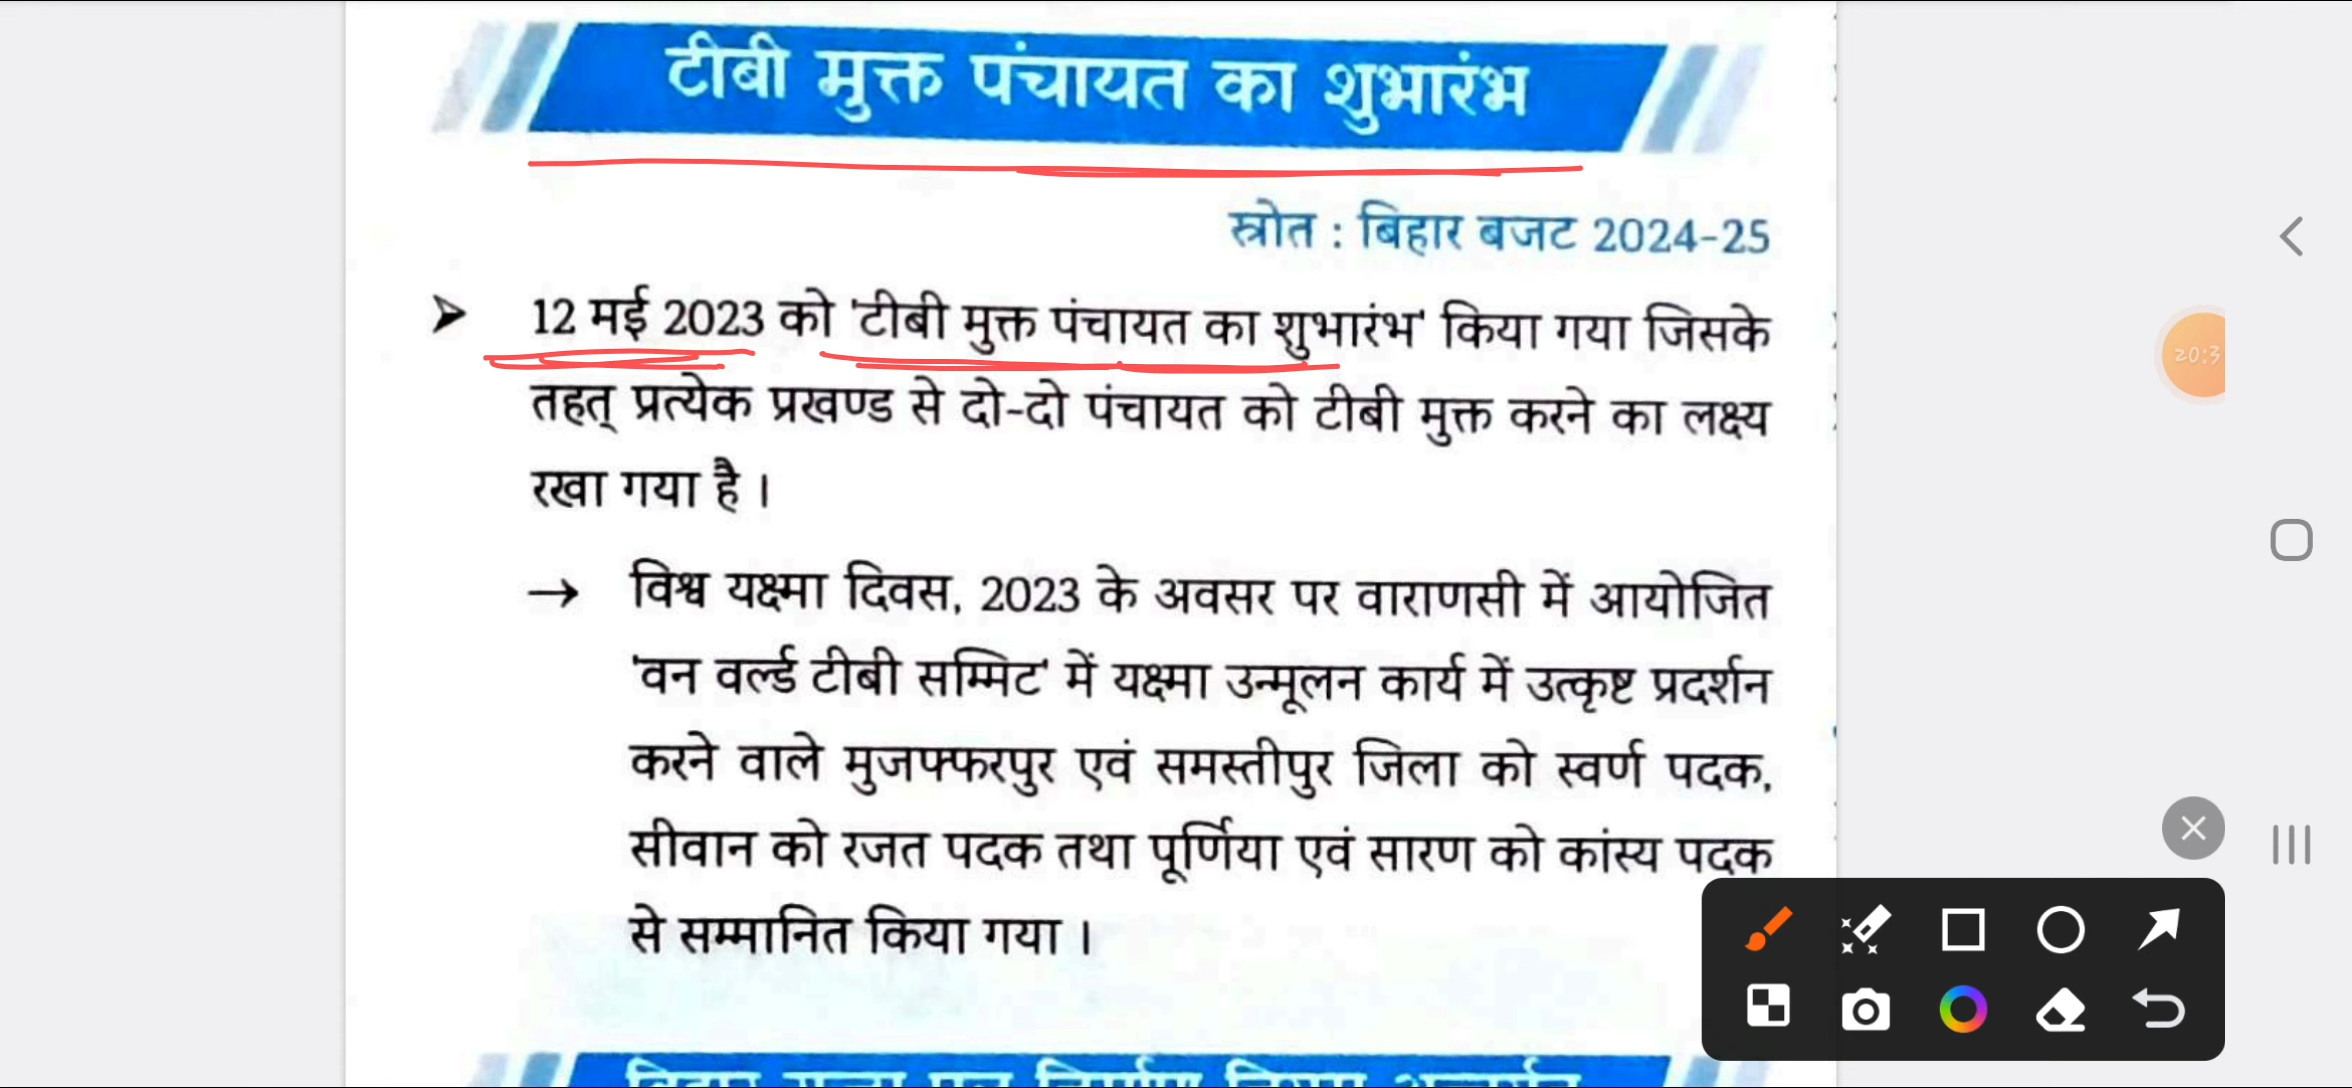 टीबी मुक्त पंचायत का शुभारंभ
स्रोत : बिहार बजट 2024-25
➤ 12 मई 2023 को 'टीबी मुक्त पंचायत का शुभारंभ' किया गया जिसके
तहत् प्रत्येक प्रखण्ड से दो-दो पंचायत को टीबी मुक्त करने का लक्ष्य
रखा गया है ।
→ विश्व यक्ष्मा दिवस, 2023 के अवसर पर वाराणसी में आयोजित
'वन वर्ल्ड टीबी सम्मिट' में यक्ष्मा उन्मूलन कार्य में उत्कृष्ट प्रदर्शन
करने वाले मुजफ्फरपुर एवं समस्तीपुर जिला को स्वर्ण पदक,
सीवान को रजत पदक तथा पूर्णिया एवं सारण को कांस्य पदक
से सम्मानित किया गया ।
20:3